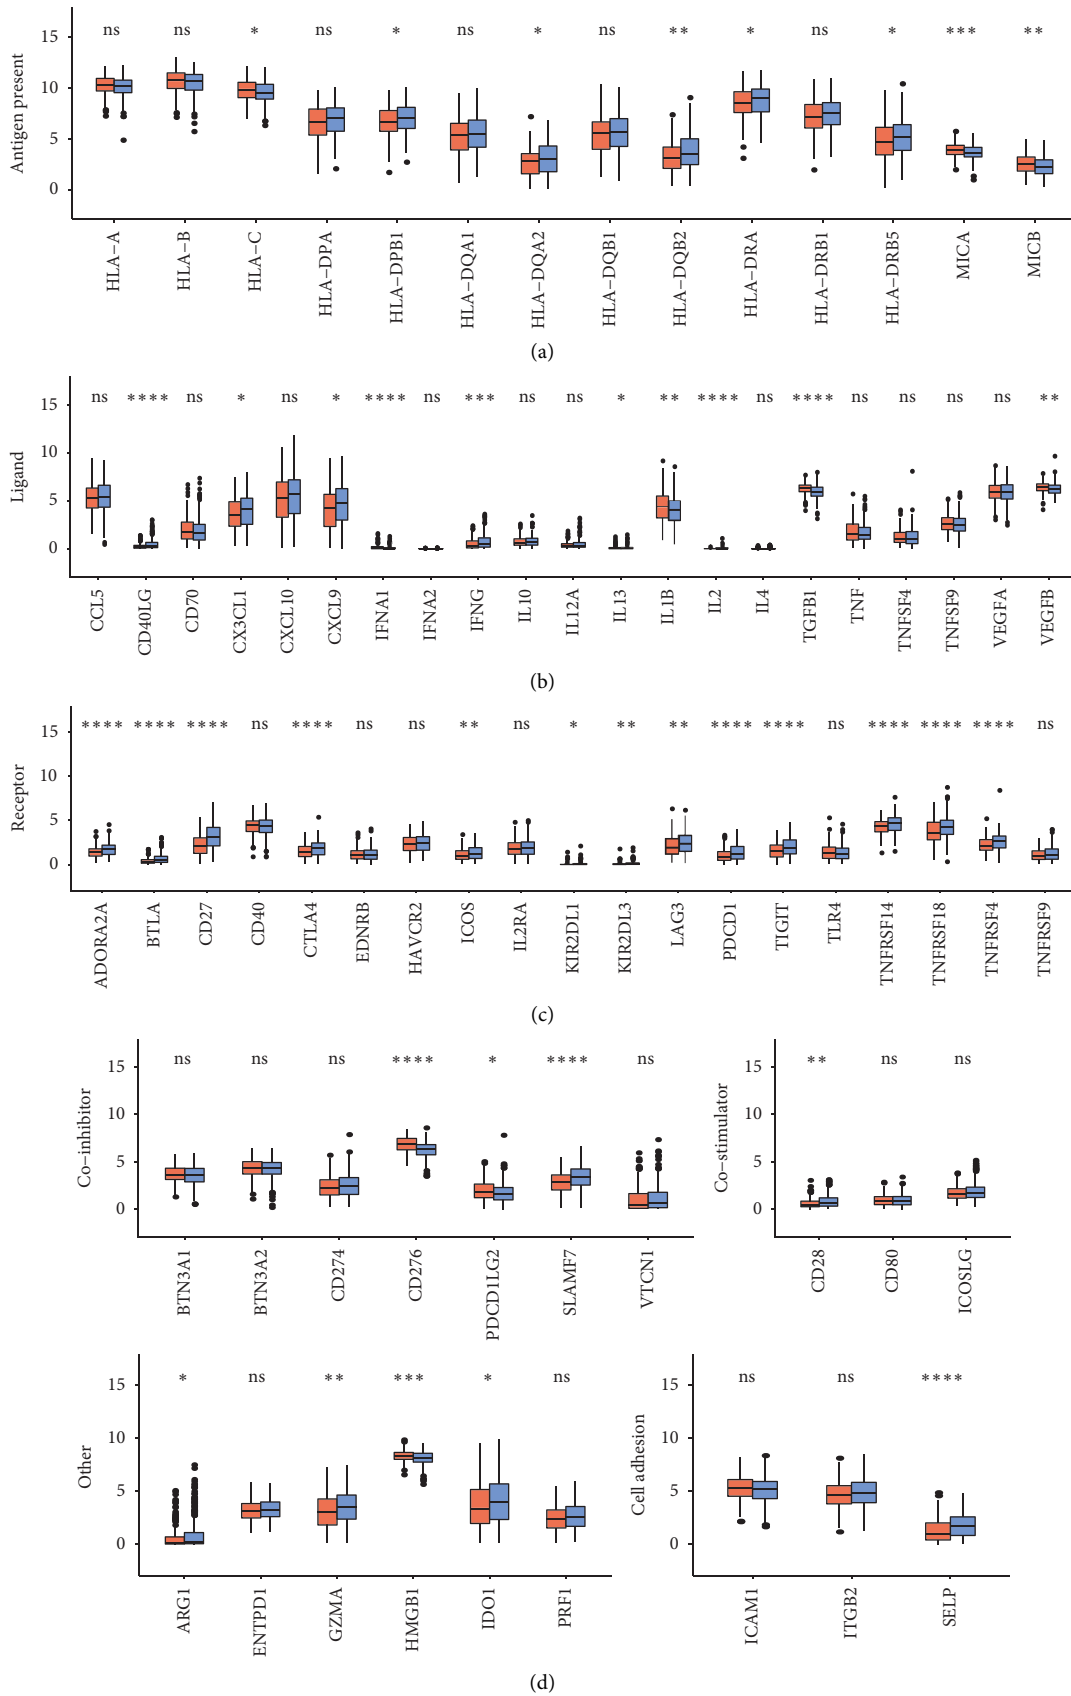 ns ns * ns * ns * ns ** * ns * *** **
Antigen present
15
10
5
0
HLA−A HLA−B HLA−C HLA−DPA HLA−DPB1 HLA−DQA1 HLA−DQA2 HLA−DQB1 HLA−DQB2 HLA−DRA HLA−DRB1 HLA−DRB5 MICA MICB
(a)
ns **** ns * ns * **** ns *** ns ns * ** **** ns **** ns ns ns ns **
Ligand
15
10
5
0
CCL5 CD40LG CD70 CX3CL1 CXCL10 CXCL9 IFNA1 IFNA2 IFNG IL10 IL12A IL13 IL1B IL2 IL4 TGFB1 TNF TNFSF4 TNFSF9 VEGFA VEGFB
(b)
**** **** **** ns **** ns ns ** ns * ** ** **** **** ns **** **** **** ns
Receptor
15
10
5
0
ADORA2A BTLA CD27 CD40 CTLA4 EDNRB HAVCR2 ICOS IL2RA KIR2DL1 KIR2DL3 LAG3 PDCD1 TIGIT TLR4 TNFRSF14 TNFRSF18 TNFRSF4 TNFRSF9
(c)
ns ns ns **** * **** ns
Co−inhibitor
15
10
5
0
BTN3A1 BTN3A2 CD274 CD276 PDCD1LG2 SLAMF7 VTCN1
** ns ns
Co−stimulator
15
10
5
0
CD28 CD80 ICOSLG
* ns ** *** * ns
Other
15
10
5
0
ARG1 ENTPD1 GZMA HMGB1 IDO1 PRF1
ns ns ****
Cell adhesion
15
10
5
0
ICAM1 ITGB2 SELP
(d)